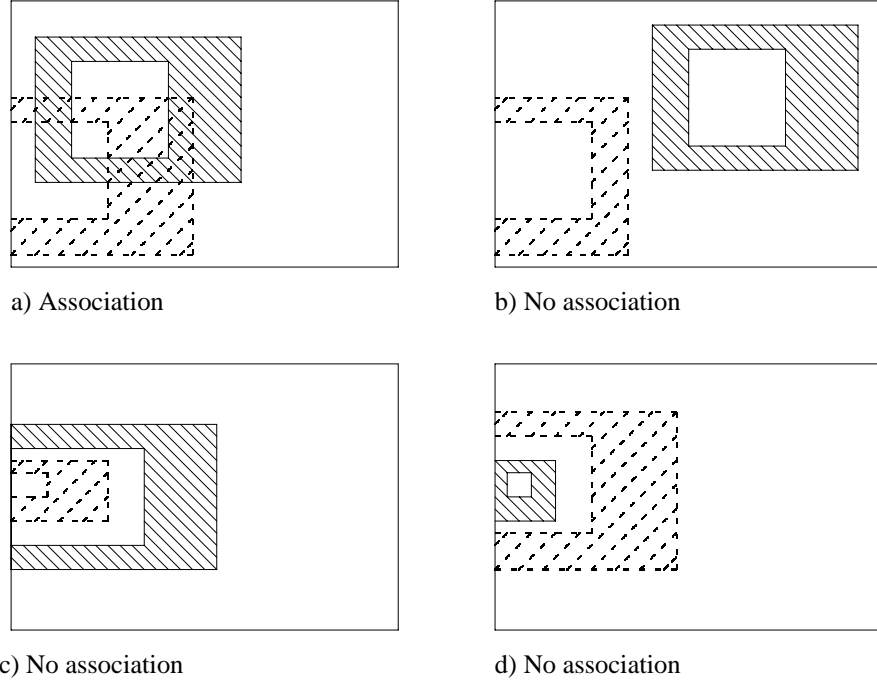 a) Association
b) No association
c) No association
d) No association